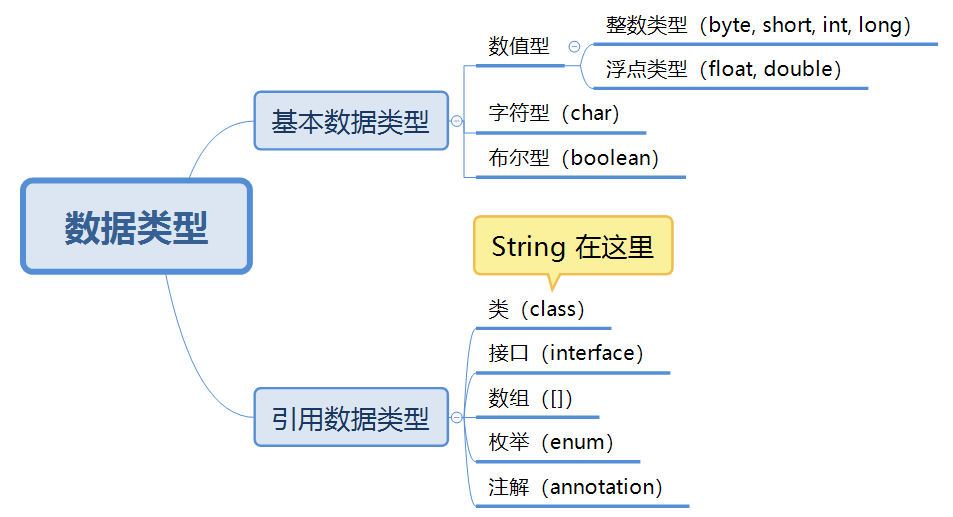 数据类型
基本数据类型
数值型
整数类型（byte, short, int, long）
浮点类型（float, double）
字符型（char）
布尔型（boolean）
引用数据类型
String 在这里
类（class）
接口（interface）
数组（[]）
枚举（enum）
注解（annotation）